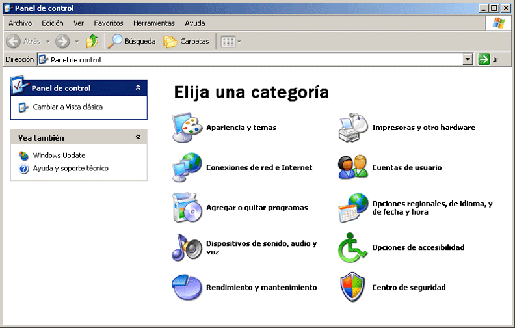 Panel de control
Archivo Edición Ver Favoritos Herramientas Ayuda
Atrás Búsqueda Carpetas
Dirección Panel de control Ir
Panel de control
Cambiar a Vista clásica
Vea también
Windows Update
Ayuda y soporte técnico
Elija una categoría
Apariencia y temas
Impresoras y otro hardware
Conexiones de red e Internet
Cuentas de usuario
Agregar o quitar programas
Opciones regionales, de idioma, y
de fecha y hora
Dispositivos de sonido, audio y
voz
Opciones de accesibilidad
Rendimiento y mantenimiento
Centro de seguridad